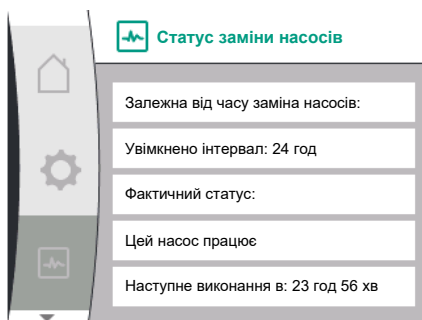 Статус заміни насосів
Залежна від часу заміна насосів:
Увімкнено інтервал: 24 год
Фактичний статус:
Цей насос працює
Наступне виконання в: 23 год 56 хв